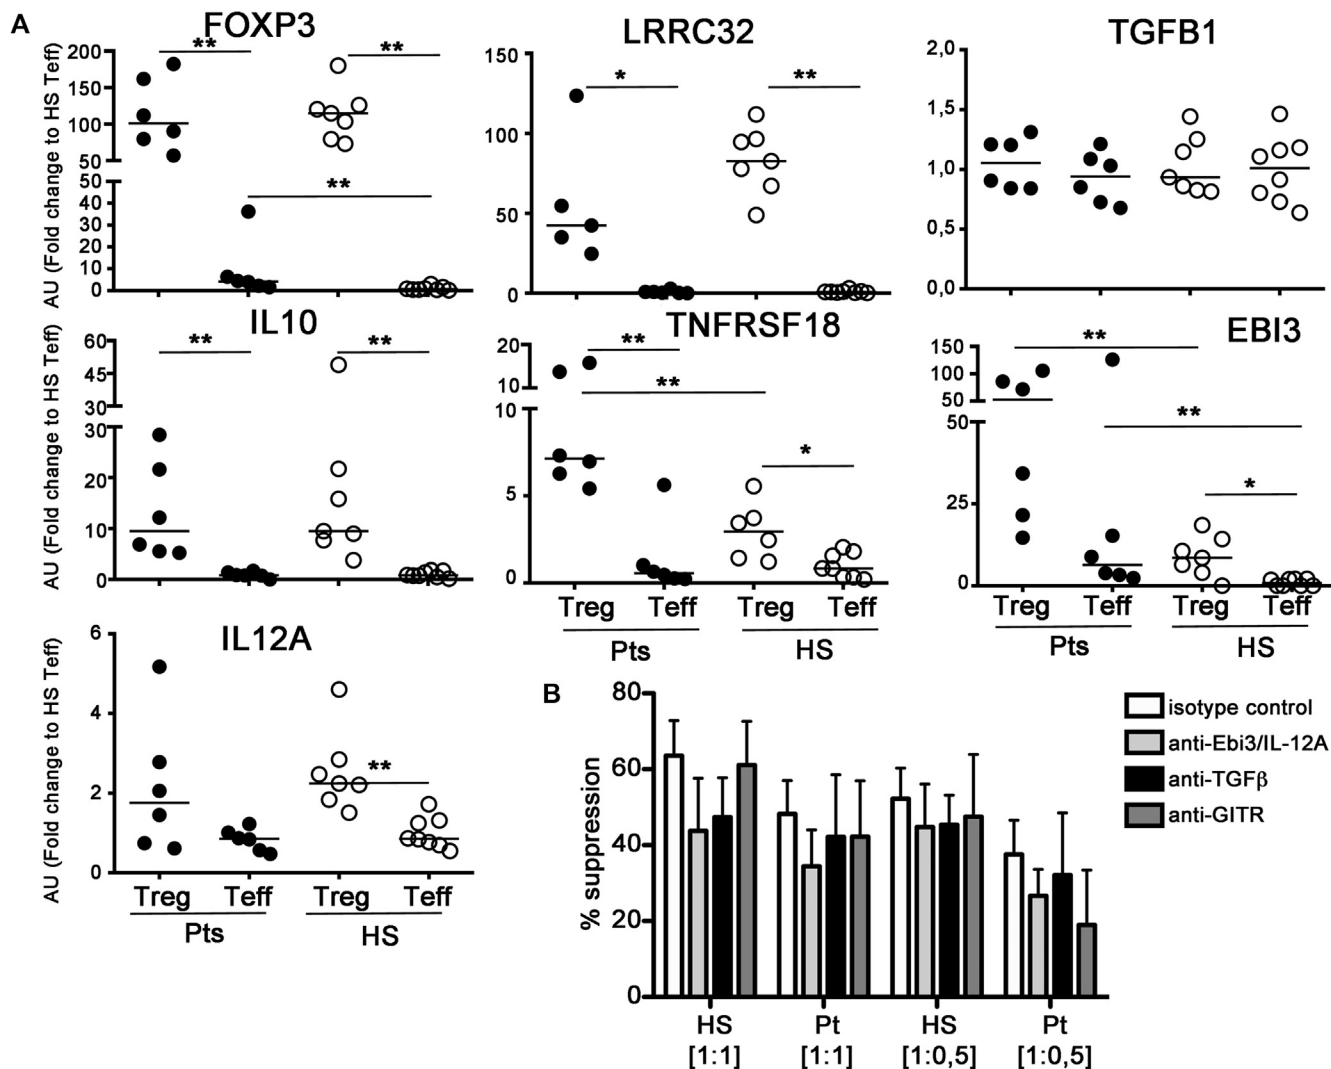 A
FOXP3
LRRC32
TGFB1
AU (Fold change to HS Teff)
200
150
100
50
50
40
30
20
10
0
**
**
**
150
100
50
0
*
**
2,0
1,5
1,0
0,5
0,0
IL10
TNFRSF18
EBI3
AU (Fold change to HS Teff)
60
45
30
30
20
10
0
**
**
20
10
10
5
0
**
**
*
150
100
50
50
25
0
**
**
*
Treg Teff Treg Teff
Pts HS
Treg Teff Treg Teff
Pts HS
IL12A
AU (Fold change to HS Teff)
6
4
2
0
**
Treg Teff Treg Teff
Pts HS
B
% suppression
80
60
40
20
0
HS Pt HS Pt
[1:1] [1:1] [1:0,5] [1:0,5]
isotype control
anti-Ebi3/IL-12A
anti-TGFβ
anti-GITR